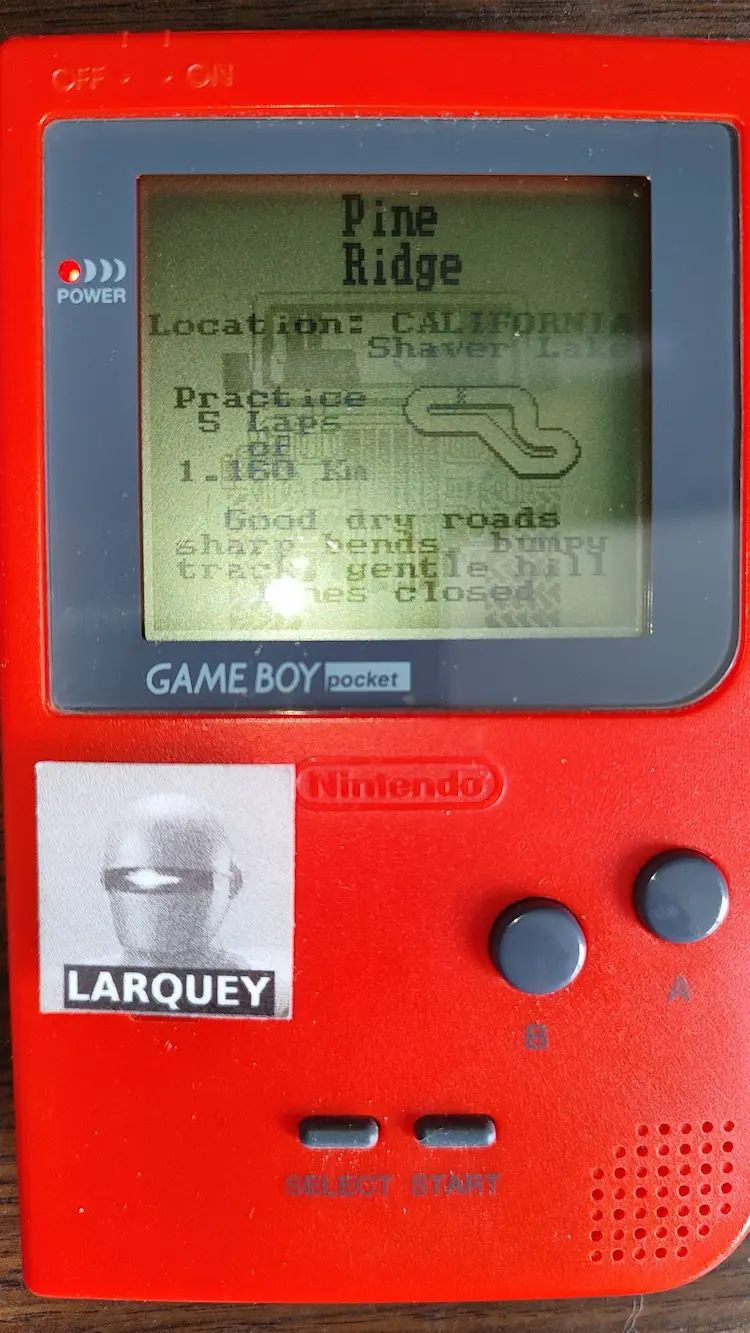 OFF · · ON
Pine
Ridge
POWER
Location: CALIFORNIA
Shaver Lake
Practice
5 Laps
of
1.160 Km
Good dry roads
sharp bends, bumpy
track, gentle hill
closed
GAME BOY pocket
Nintendo®
LARQUEY
A
B
SELECT START